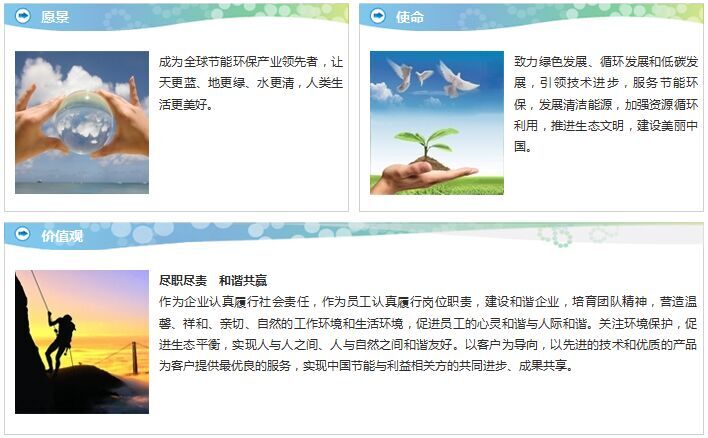 愿景
成为全球节能环保产业领先者，让
天更蓝、地更绿、水更清，人类生
活更美好。
使命
致力绿色发展、循环发展和低碳发
展，引领技术进步，服务节能环
保，发展清洁能源，加强资源循环
利用，推进生态文明，建设美丽中
国。
价值观
尽职尽责　和谐共赢
作为企业认真履行社会责任，作为员工认真履行岗位职责，建设和谐企业，培育团队精神，营造温
馨、祥和、亲切、自然的工作环境和生活环境，促进员工的心灵和谐与人际和谐。关注环境保护，促
进生态平衡，实现人与人之间、人与自然之间和谐友好。以客户为导向，以先进的技术和优质的产品
为客户提供最优良的服务，实现中国节能与利益相关方的共同进步、成果共享。